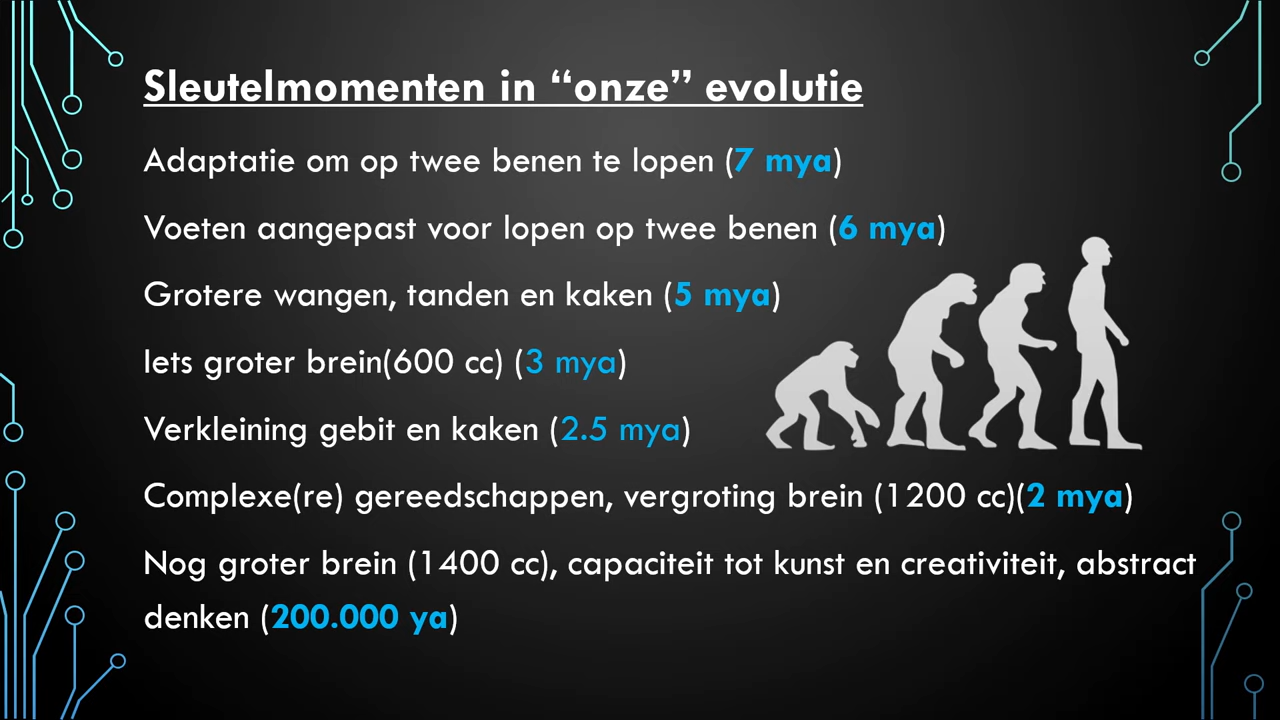 Sleutelmomenten in “onze” evolutie
Adaptatie om op twee benen te lopen (7 mya)
Voeten aangepast voor lopen op twee benen (6 mya)
Grotere wangen, tanden en kaken (5 mya)
Iets groter brein(600 cc) (3 mya)
Verkleining gebit en kaken (2.5 mya)
Complexe(re) gereedschappen, vergroting brein (1200 cc)(2 mya)
Nog groter brein (1400 cc), capaciteit tot kunst en creativiteit, abstract
denken (200.000 ya)